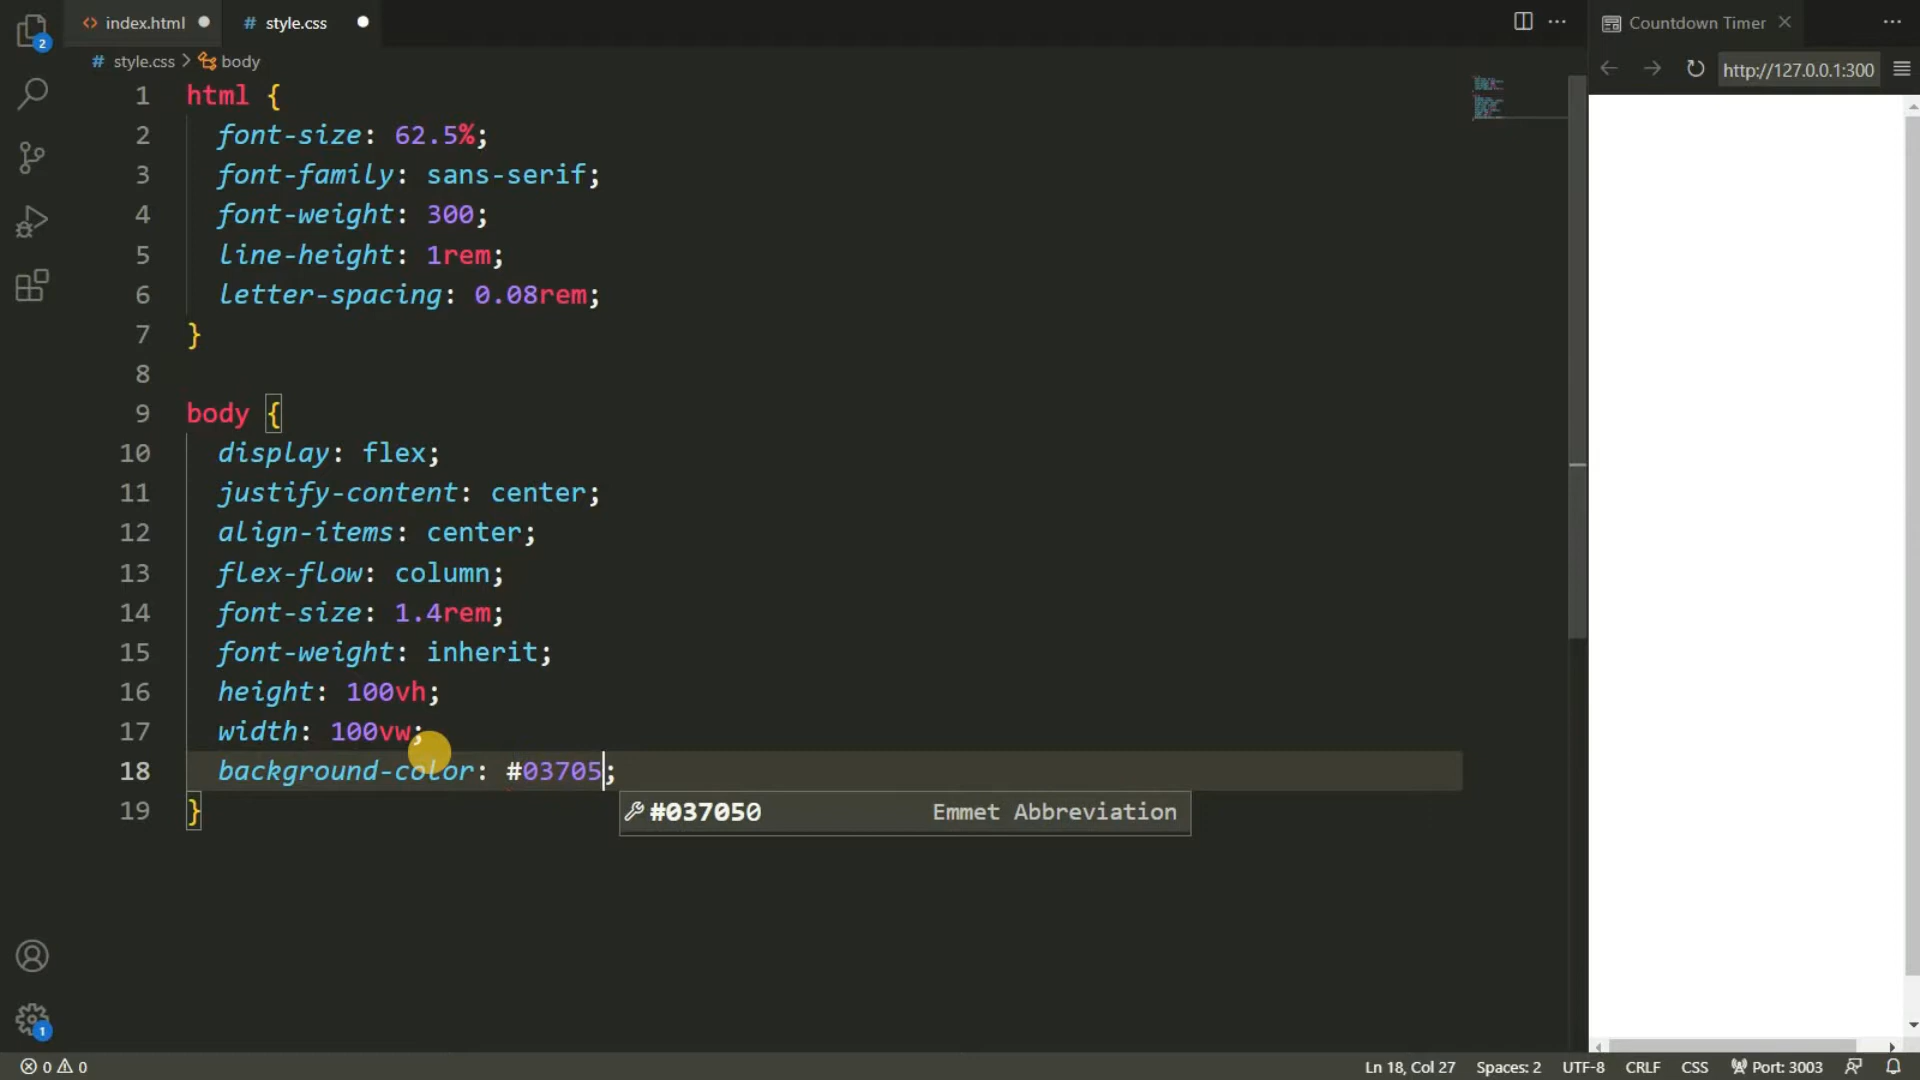 index.html
# style.css
Countdown Timer
2
# style.css > body
http://127.0.0.1:300
1 html {
2 font-size: 62.5%;
3 font-family: sans-serif;
4 font-weight: 300;
5 line-height: 1rem;
6 letter-spacing: 0.08rem;
7 }
8
9 body {
10 display: flex;
11 justify-content: center;
12 align-items: center;
13 flex-flow: column;
14 font-size: 1.4rem;
15 font-weight: inherit;
16 height: 100vh;
17 width: 100vw;
18 background-color: #03705;
19 }
#037050 Emmet Abbreviation
1
0 0 Ln 18, Col 27 Spaces: 2 UTF-8 CRLF CSS Port: 3003